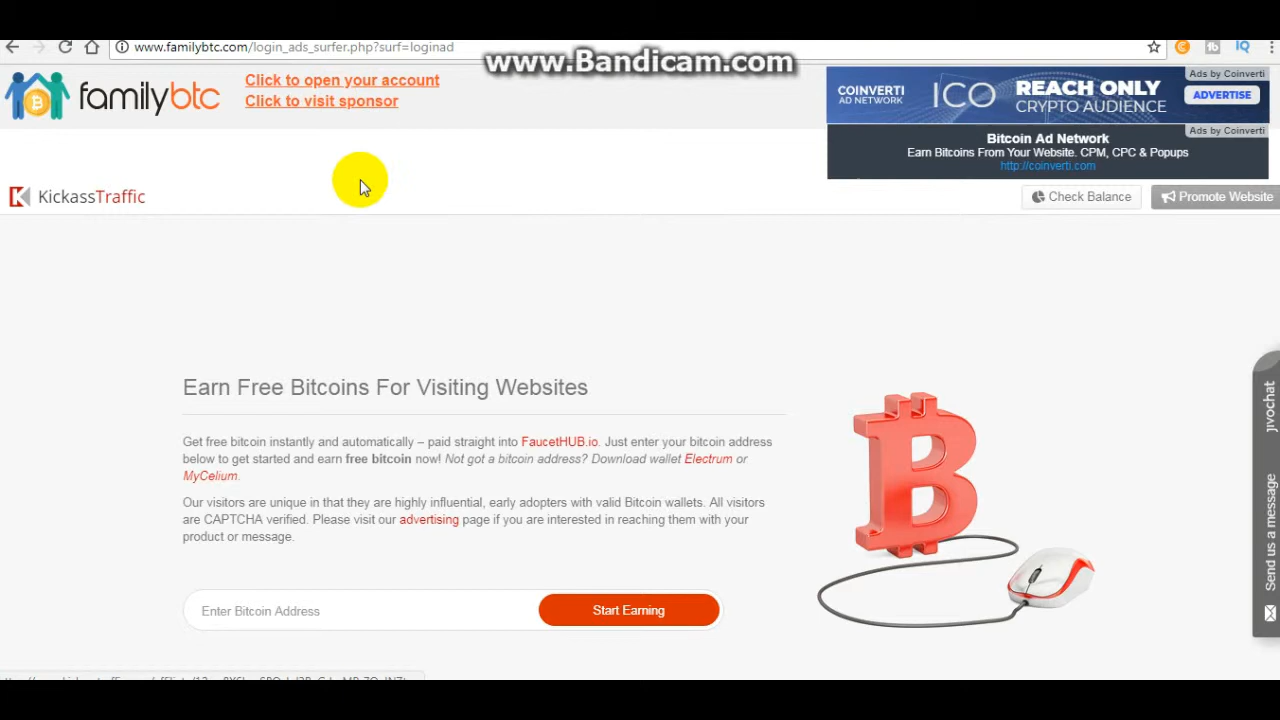 www.familybtc.com/login_ads_surfer.php?surf=loginad
www.Bandicam.com
familybtc
Click to open your account
Click to visit sponsor
COINVERTI
AD NETWORK
ICO
REACH ONLY
CRYPTO AUDIENCE
Ads by Coinverti
ADVERTISE
Ads by Coinverti
Bitcoin Ad Network
Earn Bitcoins From Your Website. CPM, CPC & Popups
http://coinverti.com
KickassTraffic
Check Balance
Promote Website
Earn Free Bitcoins For Visiting Websites
Get free bitcoin instantly and automatically – paid straight into FaucetHUB.io. Just enter your bitcoin address
below to get started and earn free bitcoin now! Not got a bitcoin address? Download wallet Electrum or
MyCelium.
Our visitors are unique in that they are highly influential, early adopters with valid Bitcoin wallets. All visitors
are CAPTCHA verified. Please visit our advertising page if you are interested in reaching them with your
product or message.
Enter Bitcoin Address
Start Earning
jivochat
Send us a message